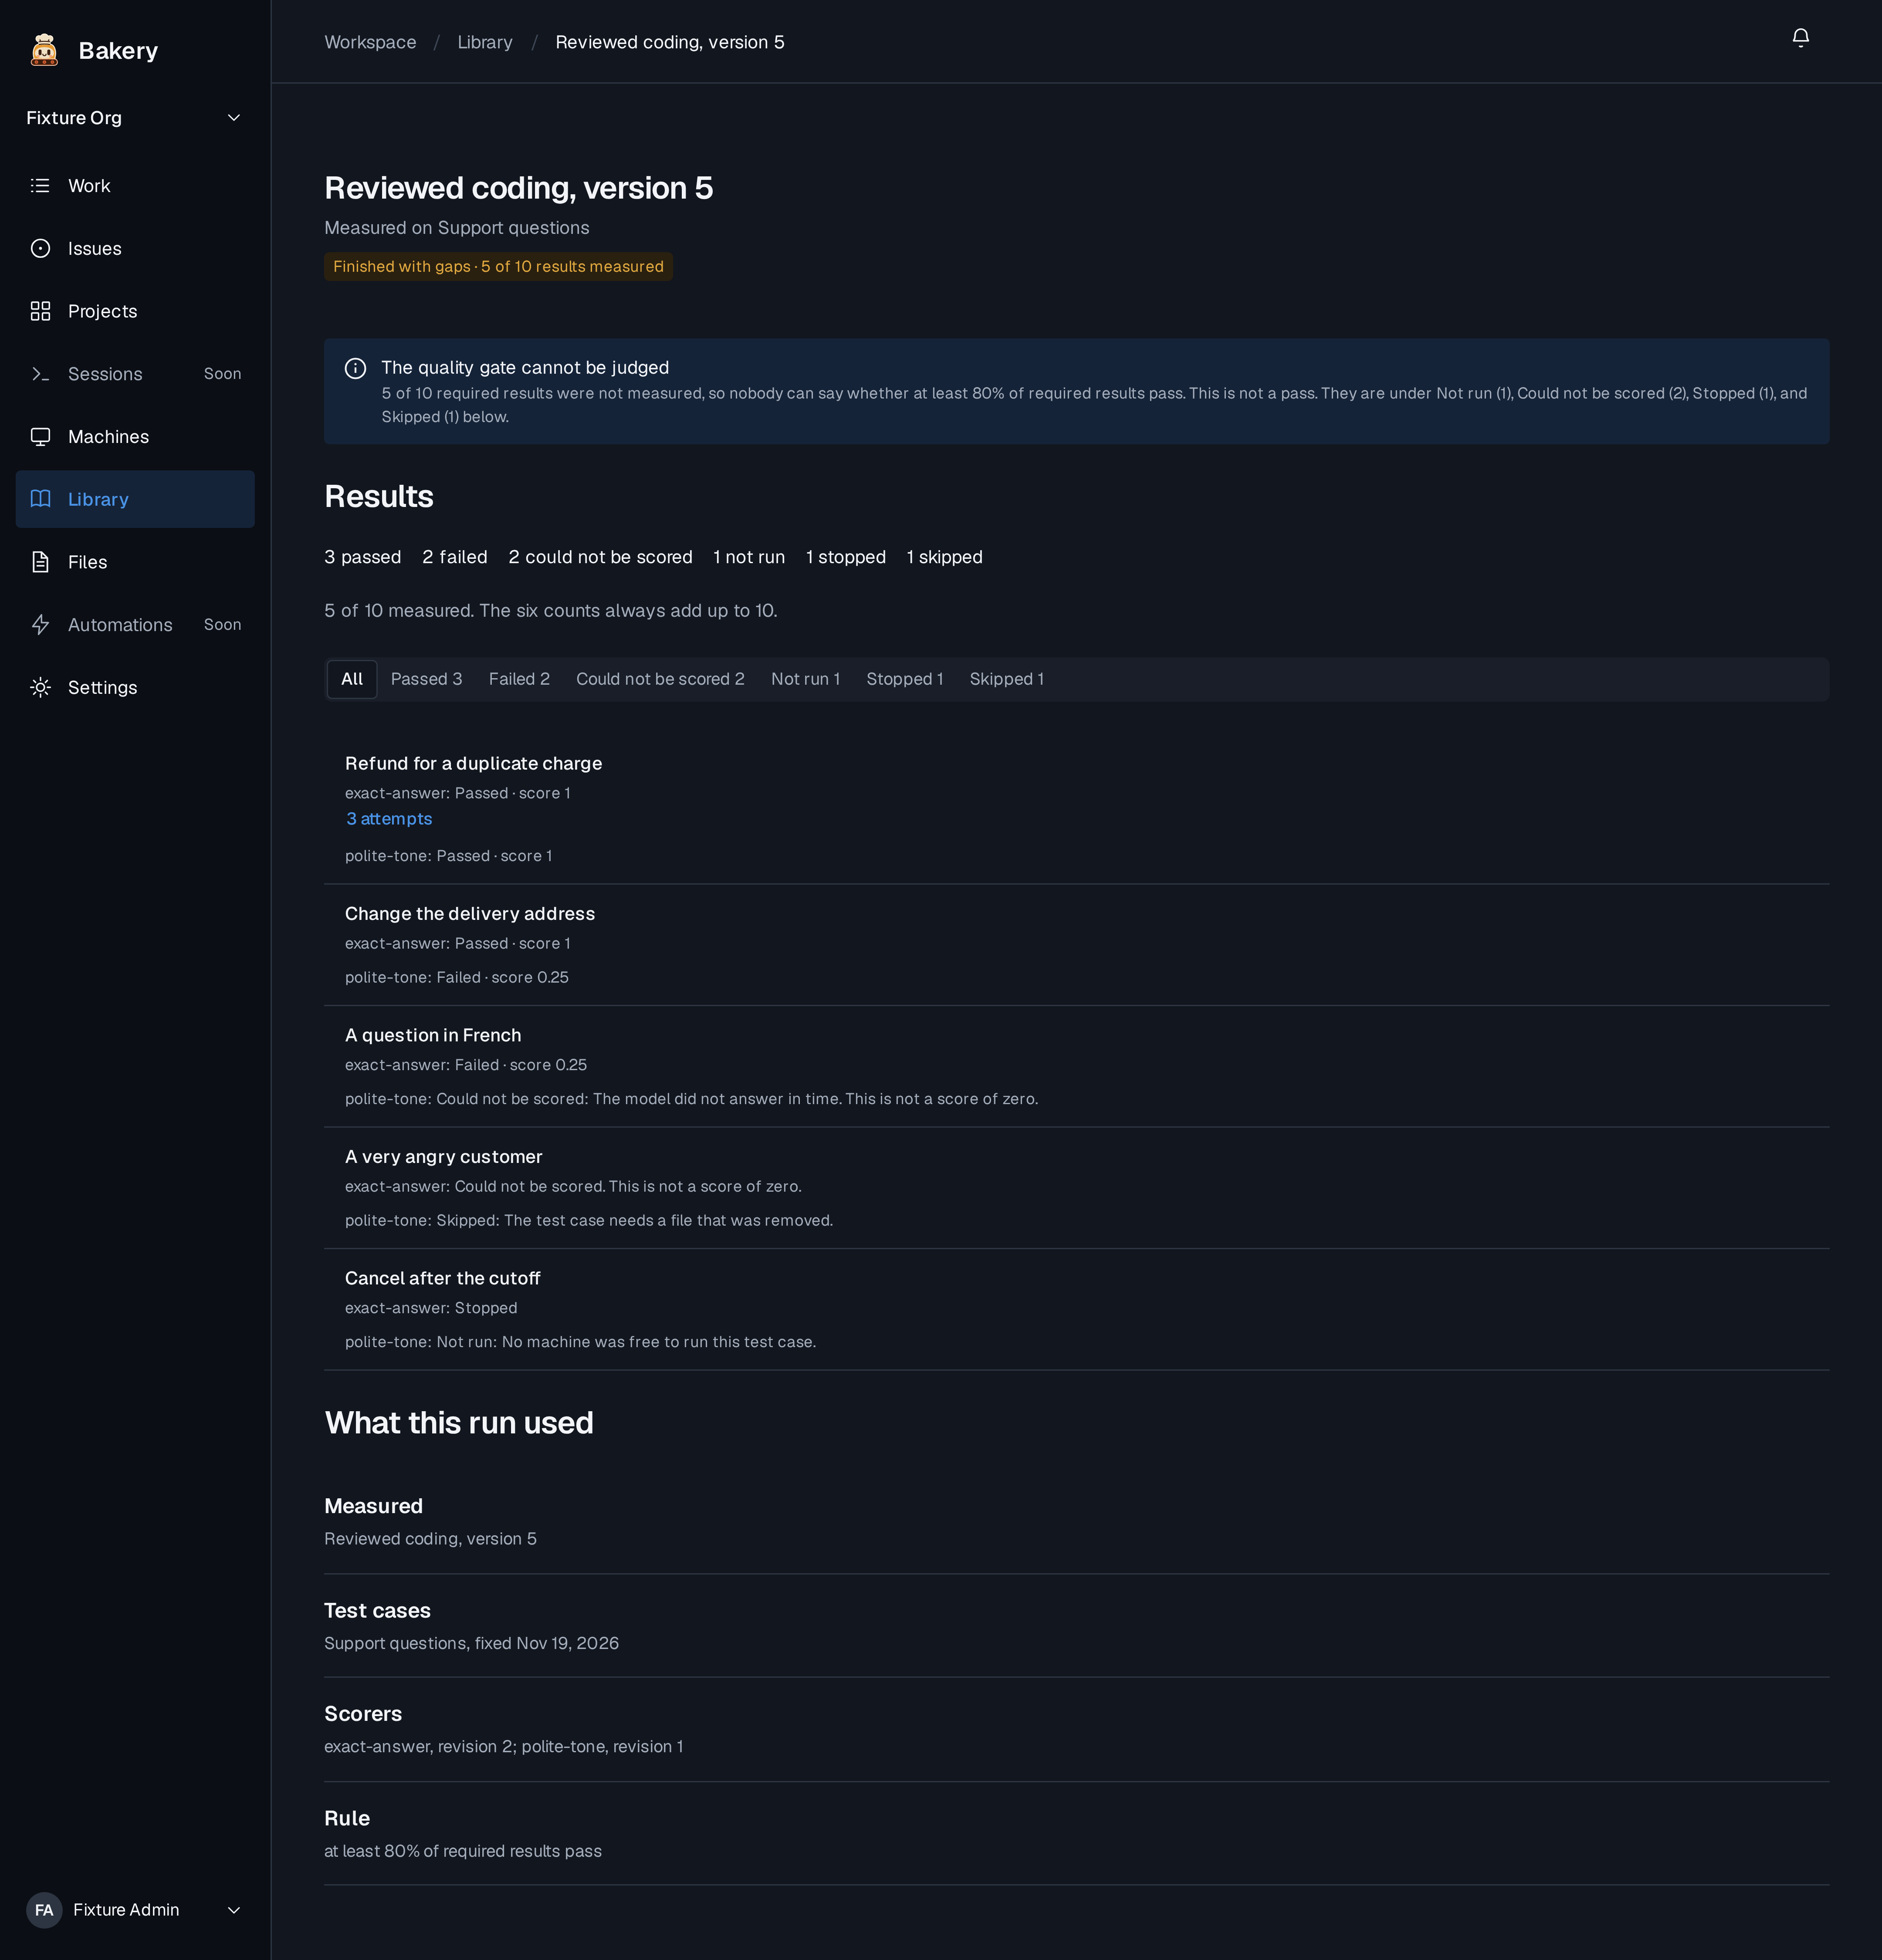 Bakery
Fixture Org
Work
Issues
Projects
Sessions Soon
Machines
Library
Files
Automations Soon
Settings
FA Fixture Admin
Workspace / Library / Reviewed coding, version 5
Reviewed coding, version 5
Measured on Support questions
Finished with gaps · 5 of 10 results measured
The quality gate cannot be judged
5 of 10 required results were not measured, so nobody can say whether at least 80% of required results pass. This is not a pass. They are under Not run (1), Could not be scored (2), Stopped (1), and
Skipped (1) below.
Results
3 passed 2 failed 2 could not be scored 1 not run 1 stopped 1 skipped
5 of 10 measured. The six counts always add up to 10.
All Passed 3 Failed 2 Could not be scored 2 Not run 1 Stopped 1 Skipped 1
Refund for a duplicate charge
exact-answer: Passed · score 1
3 attempts
polite-tone: Passed · score 1
Change the delivery address
exact-answer: Passed · score 1
polite-tone: Failed · score 0.25
A question in French
exact-answer: Failed · score 0.25
polite-tone: Could not be scored: The model did not answer in time. This is not a score of zero.
A very angry customer
exact-answer: Could not be scored. This is not a score of zero.
polite-tone: Skipped: The test case needs a file that was removed.
Cancel after the cutoff
exact-answer: Stopped
polite-tone: Not run: No machine was free to run this test case.
What this run used
Measured
Reviewed coding, version 5
Test cases
Support questions, fixed Nov 19, 2026
Scorers
exact-answer, revision 2; polite-tone, revision 1
Rule
at least 80% of required results pass